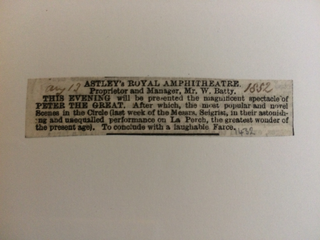 ASTLEY's ROYAL AMPHITHEATRE.
Proprietor and Manager, Mr. W. Batty. 1852
THIS EVENING will be presented the magnificent spectacle of
PETER THE GREAT. After which, the most popular and novel
Scenes in the Circle (last week of the Messrs. Seigrist, in their astonish-
ing and unequalled performance on La Perch, the greatest wonder of
the present age). To conclude with a laughable Farce.